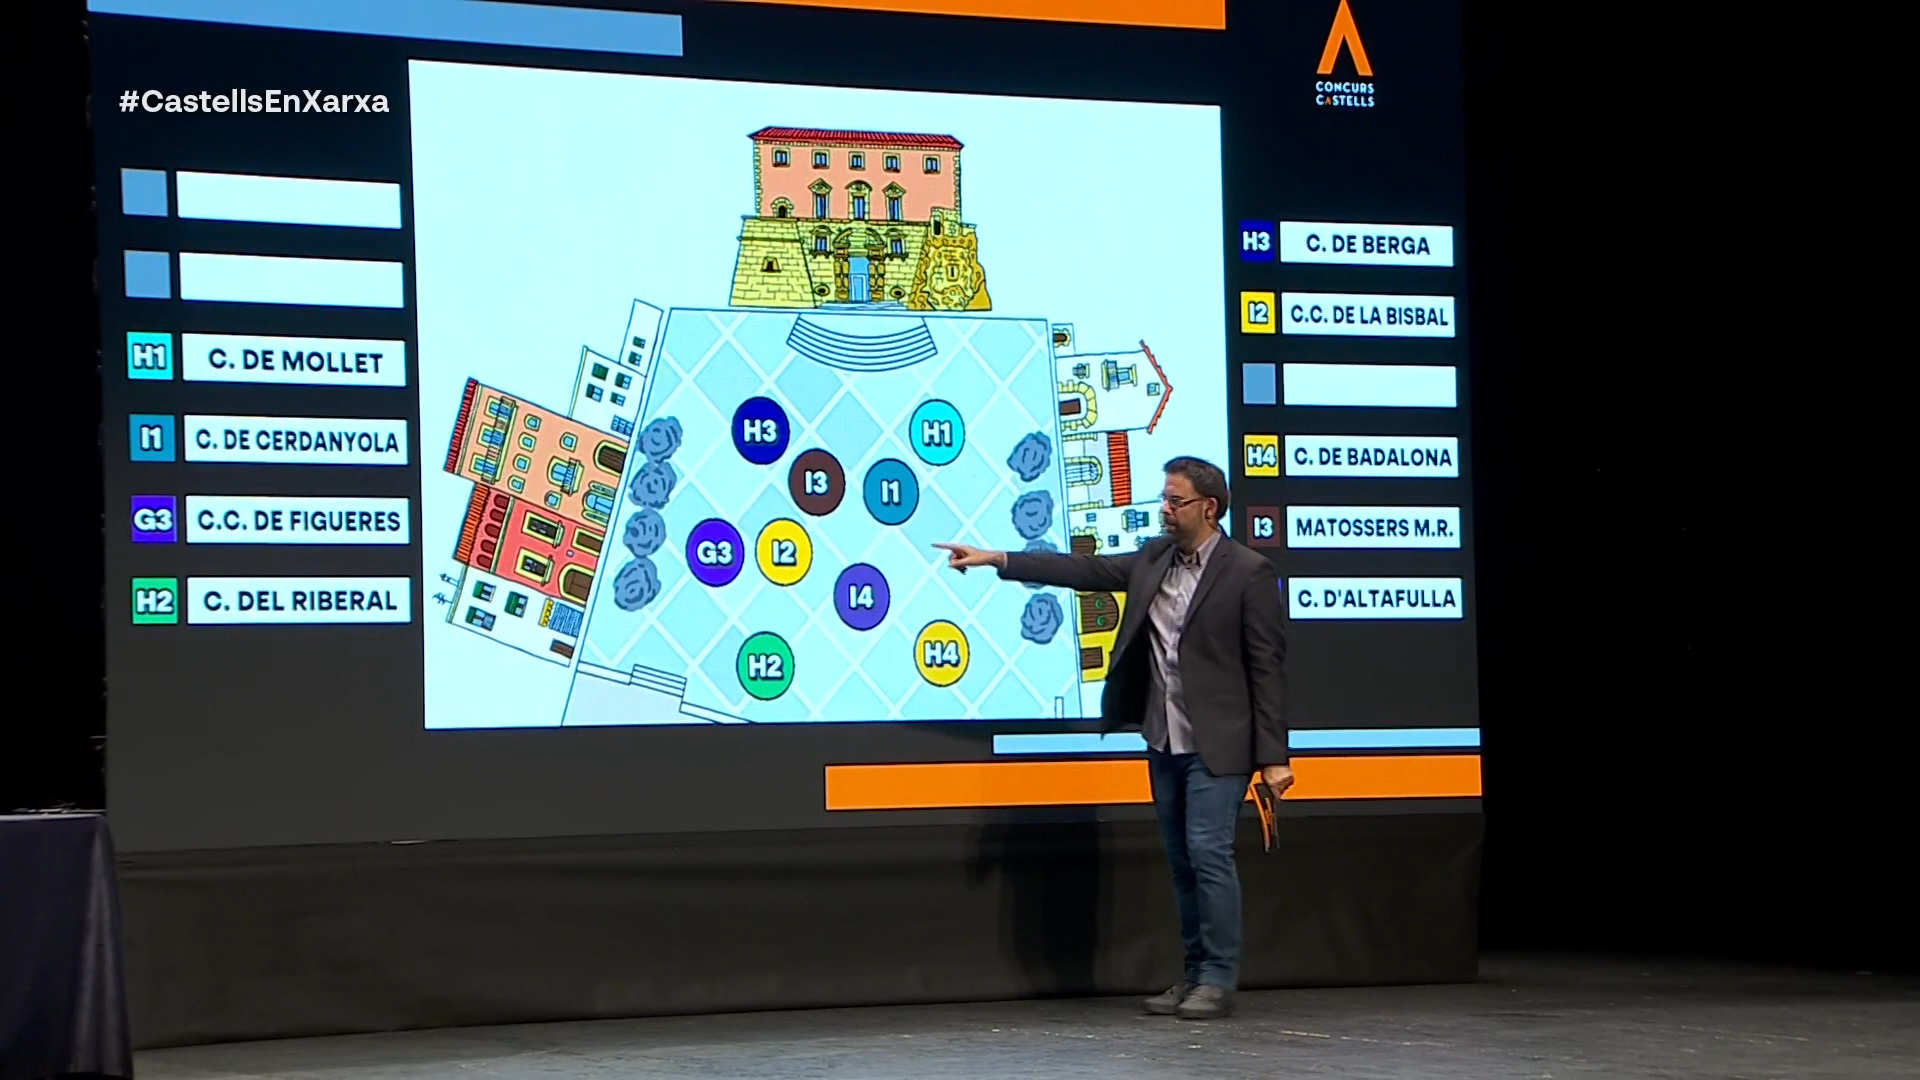 #CastellsEnXarxa
CONCURS
CASTELLS
H1 C. DE MOLLET
I1 C. DE CERDANYOLA
G3 C.C. DE FIGUERES
H2 C. DEL RIBERAL
H3
H1
I3
I1
G3
I2
I4
H2
H4
H3 C. DE BERGA
I2 C.C. DE LA BISBAL
H4 C. DE BADALONA
I3 MATOSSERS M.R.
C. D'ALTAFULLA